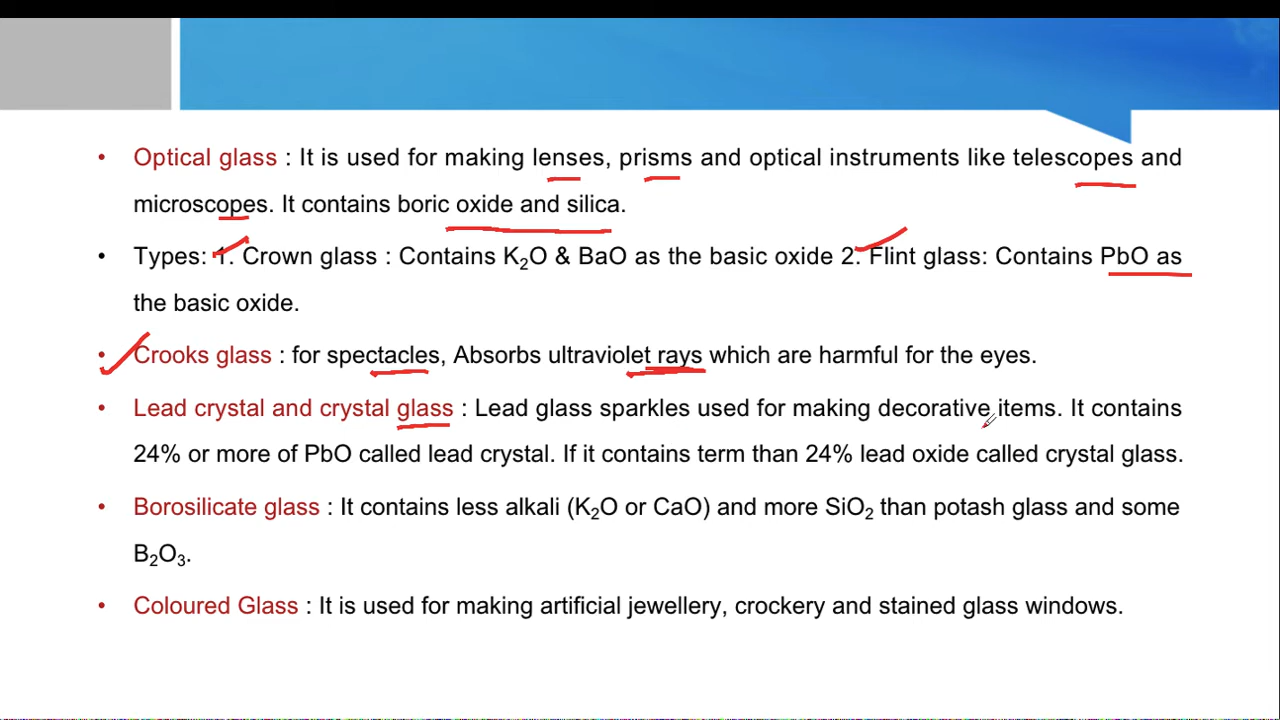 • Optical glass : It is used for making lenses, prisms and optical instruments like telescopes and
microscopes. It contains boric oxide and silica.
• Types: 1. Crown glass : Contains K₂O & BaO as the basic oxide 2. Flint glass: Contains PbO as
the basic oxide.
• Crooks glass : for spectacles, Absorbs ultraviolet rays which are harmful for the eyes.
• Lead crystal and crystal glass : Lead glass sparkles used for making decorative items. It contains
24% or more of PbO called lead crystal. If it contains term than 24% lead oxide called crystal glass.
• Borosilicate glass : It contains less alkali (K₂O or CaO) and more SiO₂ than potash glass and some
B₂O₃.
• Coloured Glass : It is used for making artificial jewellery, crockery and stained glass windows.